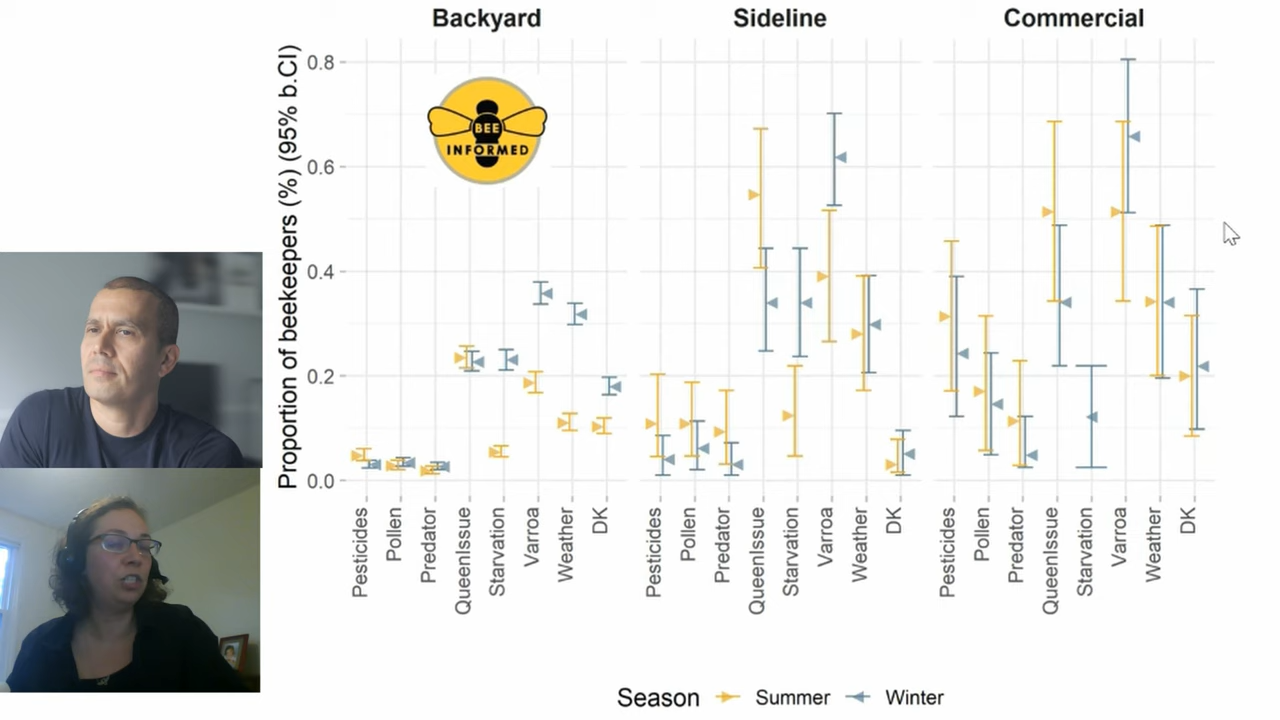 Backyard
Sideline
Commercial
Proportion of beekeepers (%) (95% b.CI)
0.8
0.6
0.4
0.2
0.0
BEE
INFORMED
Pesticides
Pollen
Predator
QueenIssue
Starvation
Varroa
Weather
DK
Pesticides
Pollen
Predator
QueenIssue
Starvation
Varroa
Weather
DK
Pesticides
Pollen
Predator
QueenIssue
Starvation
Varroa
Weather
DK
Season Summer Winter